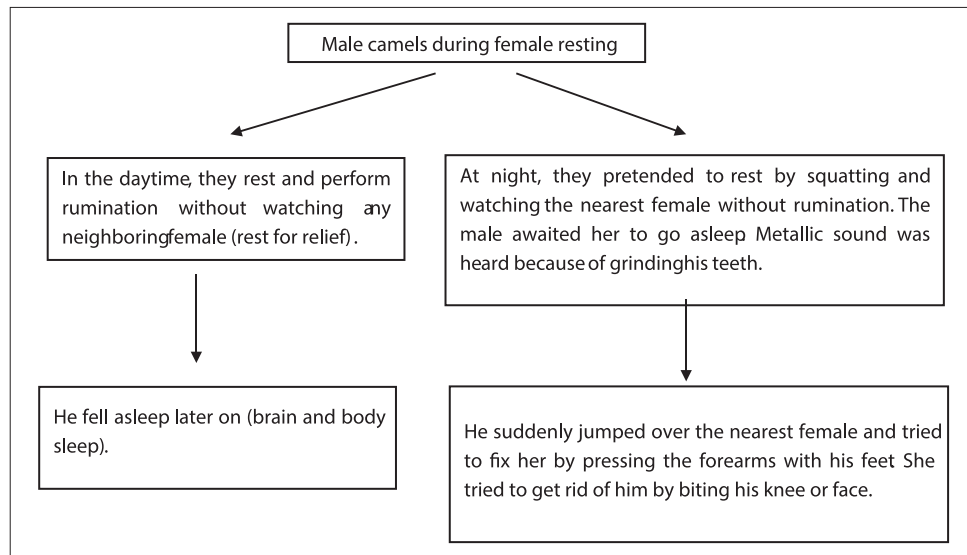 Male camels during female resting
In the daytime, they rest and perform
rumination without watching any
neighboringfemale (rest for relief).
At night, they pretended to rest by squatting and
watching the nearest female without rumination. The
male awaited her to go asleep Metallic sound was
heard because of grindinghis teeth.
He fell asleep later on (brain and body
sleep).
He suddenly jumped over the nearest female and tried
to fix her by pressing the forearms with his feet She
tried to get rid of him by biting his knee or face.